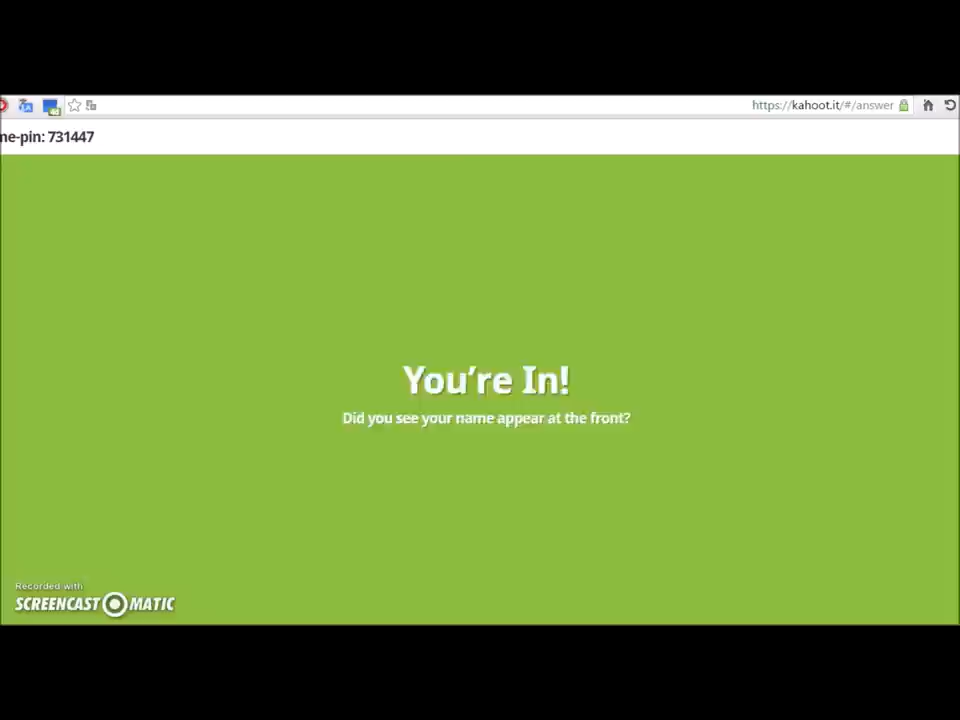 https://kahoot.it/#/answer
me-pin: 731447
You're In!
Did you see your name appear at the front?
Recorded with
SCREENCAST MATIC